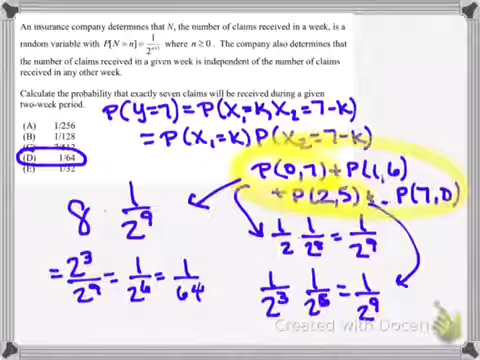 An insurance company determines that N, the number of claims received in a week, is a
random variable with P[N = n] = 1/2^(n+1) where n ≥ 0. The company also determines that
the number of claims received in a given week is independent of the number of claims
received in any other week.
Calculate the probability that exactly seven claims will be received during a given
two-week period.
(A) 1/256
(B) 1/128
(C) 7/512
(D) 1/64
(E) 1/32
P(Y=7) = P(X₁=K, X₂=7-K)
= P(X₁=K) P(X₂=7-K)
P(0,7) + P(1,6)
+ P(2,5) + … P(7,0)
8 1/2^9
1/2 1/2^8 = 1/2^9
= 2^3/2^9 = 1/2^6 = 1/64
1/2^3 1/2^6 = 1/2^9
Created with Doceri